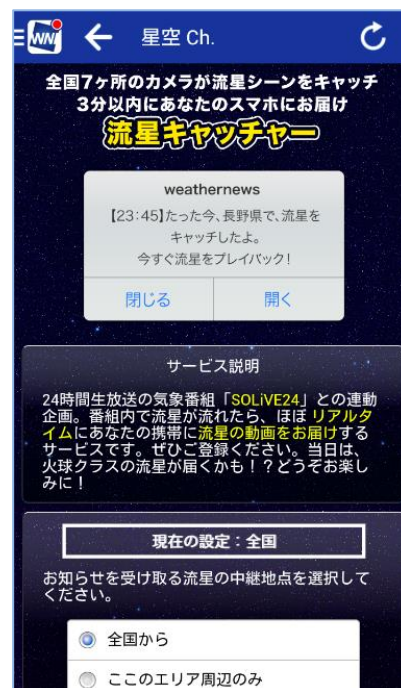 WNI
星空 Ch.
全国7ヶ所のカメラが流星シーンをキャッチ
3分以内にあなたのスマホにお届け
流星キャッチャー
weathernews
【23:45】たった今、長野県で、流星を
キャッチしたよ。
今すぐ流星をプレイバック!
閉じる
開く
サービス説明
24時間生放送の気象番組「SOLiVE24」との連動
企画。番組内で流星が流れたら、ほぼ リアルタ
イムにあなたの携帯に流星の動画をお届けする
サービスです。ぜひご登録ください。当日は、
火球クラスの流星が届くかも!?どうぞお楽し
みに!
現在の設定:全国
お知らせを受け取る流星の中継地点を選択して
ください。
全国から
ここのエリア周辺のみ